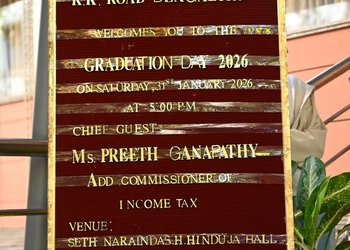 R.R. ROAD BENGALURU
WELCOMES YOU TO THE
GRADUATION DAY 2026
ON SATURDAY, 31ST JANUARY 2026
AT 5.00 P.M.
CHIEF GUEST
MS. PREETH GANAPATHY
ADD COMMISSIONER OF
INCOME TAX
VENUE:
SETH NARAINDAS.H.HINDUJA HALL